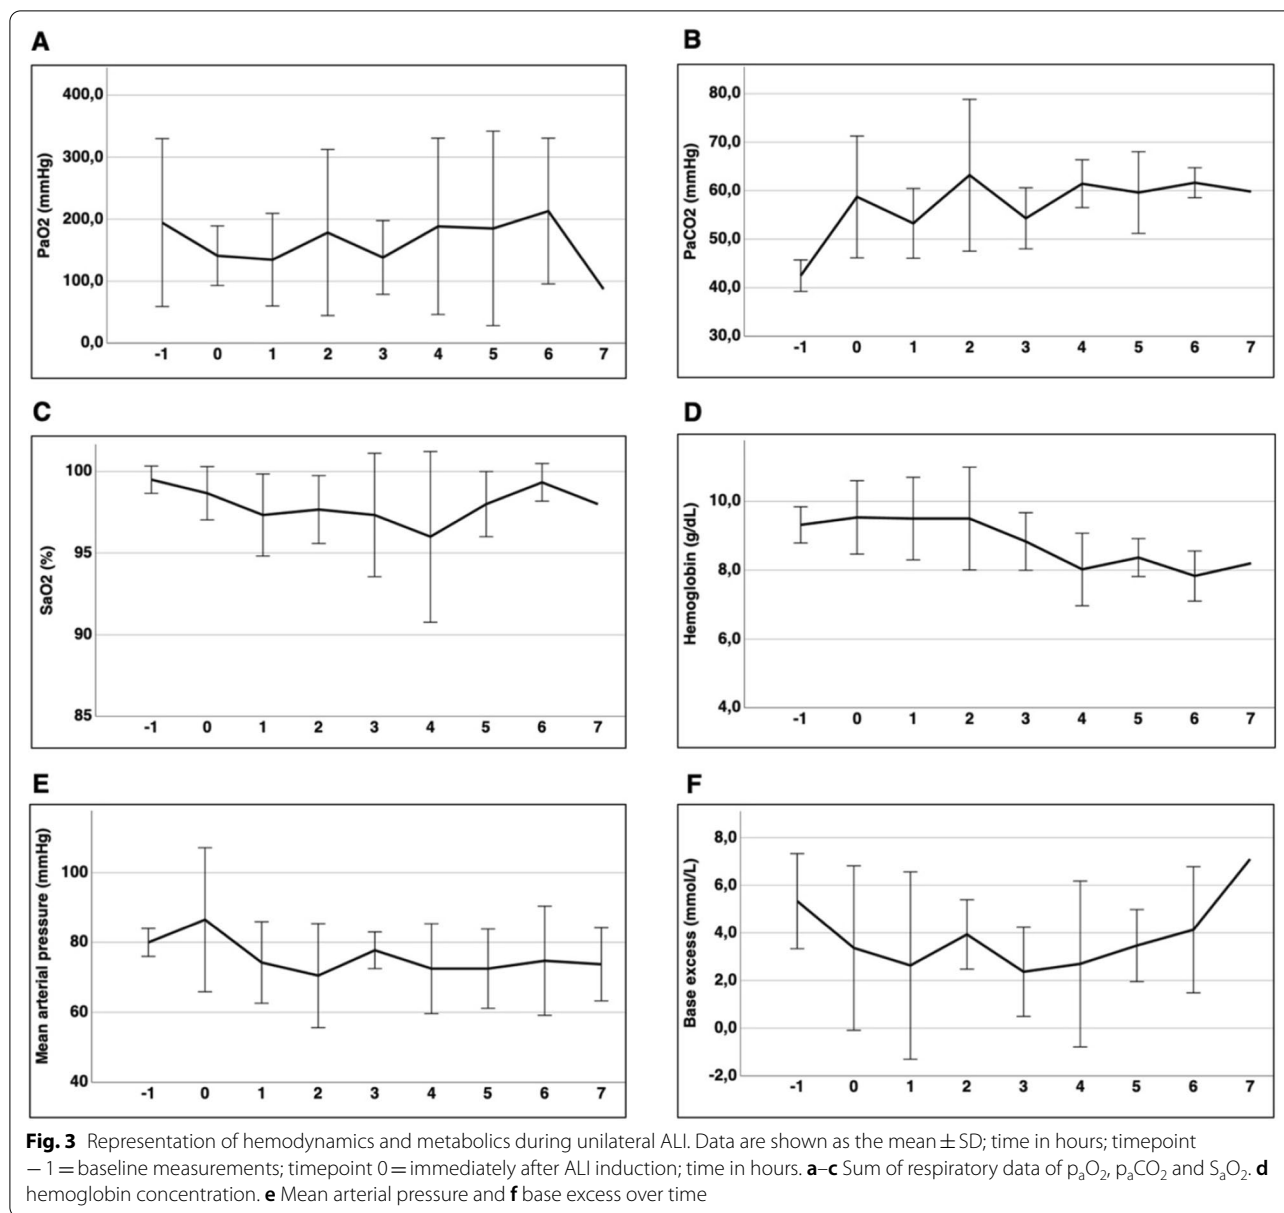 A
PaO2 (mmHg)
400,0
300,0
200,0
100,0
0,0
-1 0 1 2 3 4 5 6 7
B
PaCO2 (mmHg)
80,0
70,0
60,0
50,0
40,0
30,0
-1 0 1 2 3 4 5 6 7
C
SaO2 (%)
100
95
90
85
-1 0 1 2 3 4 5 6 7
D
Hemoglobin (g/dL)
10,0
8,0
6,0
4,0
-1 0 1 2 3 4 5 6 7
E
Mean arterial pressure (mmHg)
100
80
60
40
-1 0 1 2 3 4 5 6 7
F
Base excess (mmol/L)
8,0
6,0
4,0
2,0
0,0
-2,0
-1 0 1 2 3 4 5 6 7
Fig. 3 Representation of hemodynamics and metabolics during unilateral ALI. Data are shown as the mean ± SD; time in hours; timepoint
− 1 = baseline measurements; timepoint 0 = immediately after ALI induction; time in hours. a–c Sum of respiratory data of pₐO₂, pₐCO₂ and SₐO₂. d
hemoglobin concentration. e Mean arterial pressure and f base excess over time